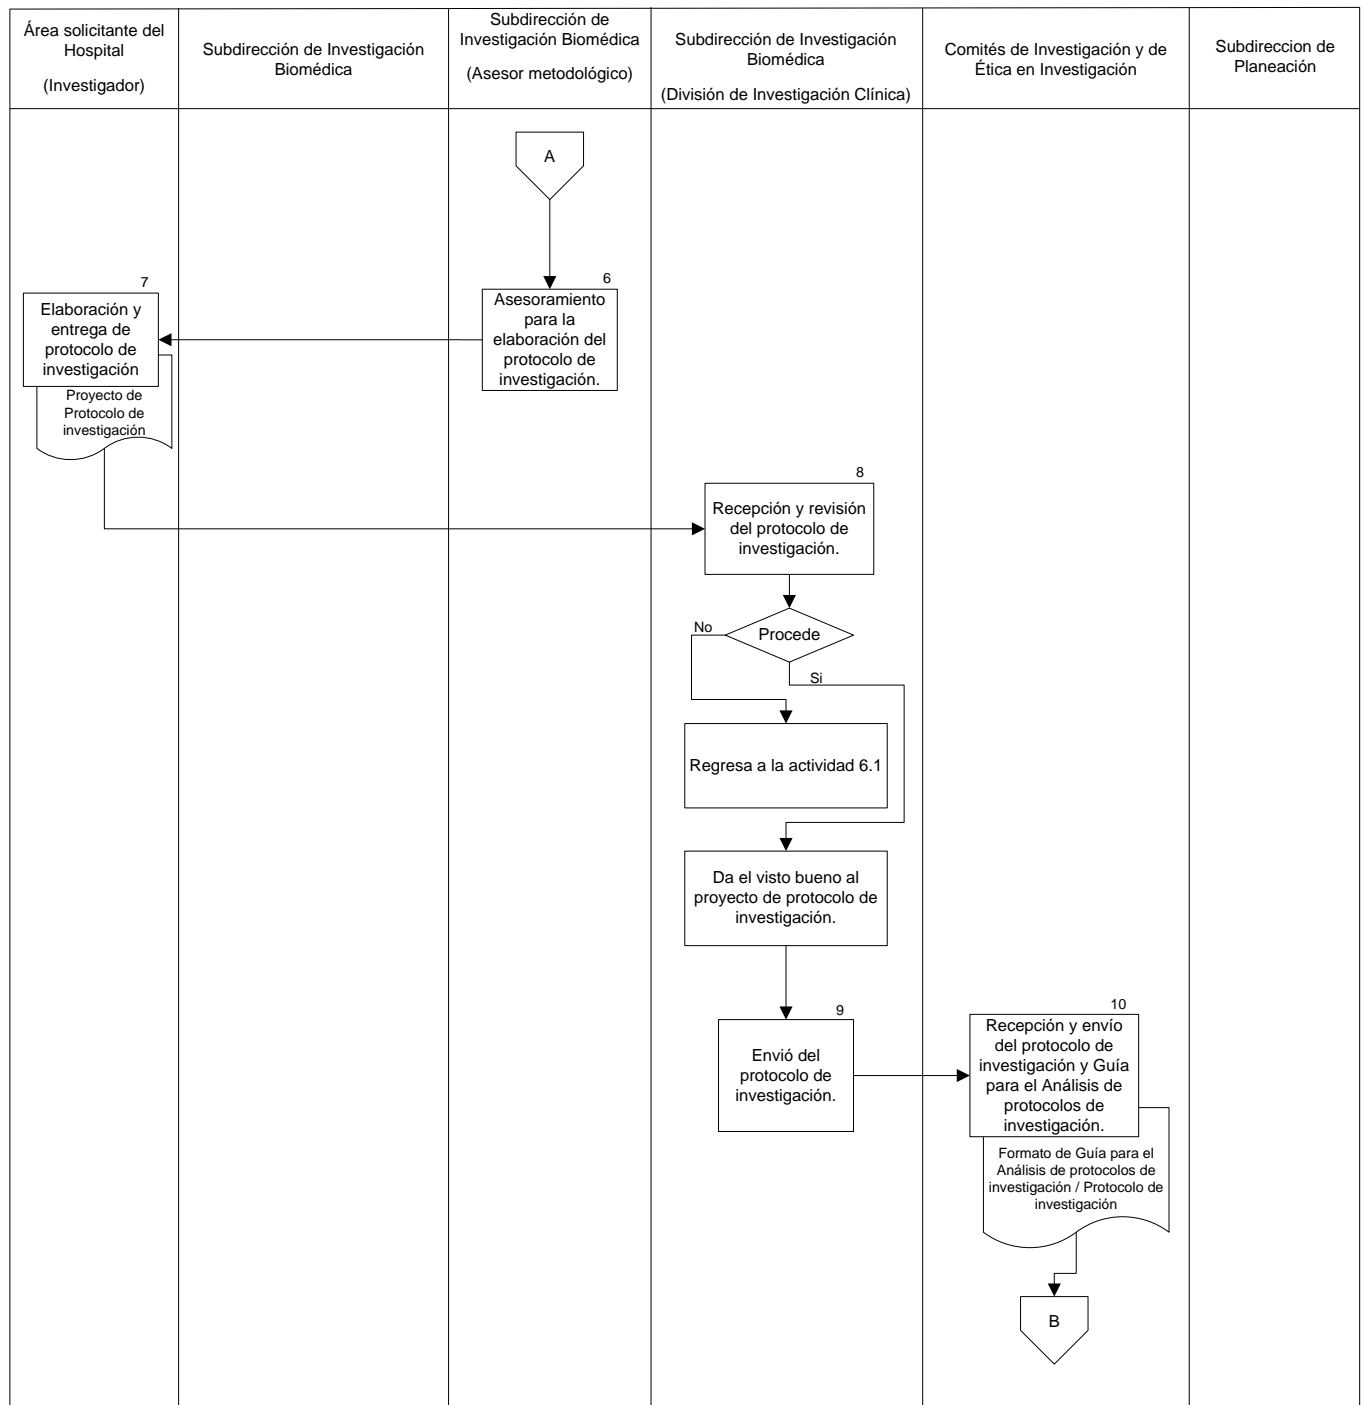 Área solicitante del
Hospital
(Investigador)
Subdirección de Investigación
Biomédica
Subdirección de
Investigación Biomédica
(Asesor metodológico)
Subdirección de Investigación
Biomédica
(División de Investigación Clínica)
Comités de Investigación y de
Ética en Investigación
Subdireccion de
Planeación
A
6
Asesoramiento
para la
elaboración del
protocolo de
investigación.
7
Elaboración y
entrega de
protocolo de
investigación
Proyecto de
Protocolo de
investigación
8
Recepción y revisión
del protocolo de
investigación.
Procede
No
Si
Regresa a la actividad 6.1
Da el visto bueno al
proyecto de protocolo de
investigación.
9
Envió del
protocolo de
investigación.
10
Recepción y envío
del protocolo de
investigación y Guía
para el Análisis de
protocolos de
investigación.
Formato de Guía para el
Análisis de protocolos de
investigación / Protocolo de
investigación
B